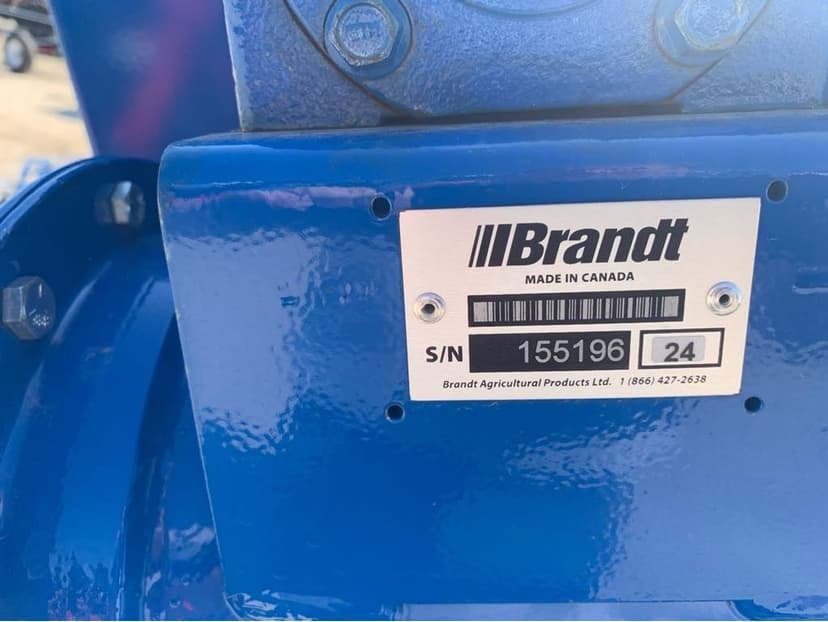 Brandt
MADE IN CANADA
S/N 155196 24
Brandt Agricultural Products Ltd. 1 (866) 427-2638